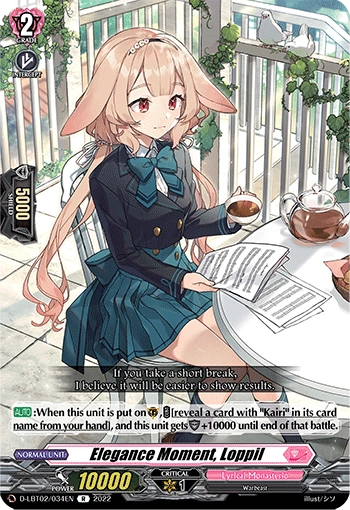 2
GRADE
INTERCEPT
5000
SHIELD
If you take a short break,
I believe it will be easier to show results.
AUTO :When this unit is put on GC, [reveal a card with "Kairi" in its card
name from your hand], and this unit gets +10000 until end of that battle.
NORMAL UNIT
Elegance Moment, Loppil
POWER 10000
CRITICAL
1
Lyrical Monasterio
Warbeast
D-LBT02/034EN R 2022
illust/シソ